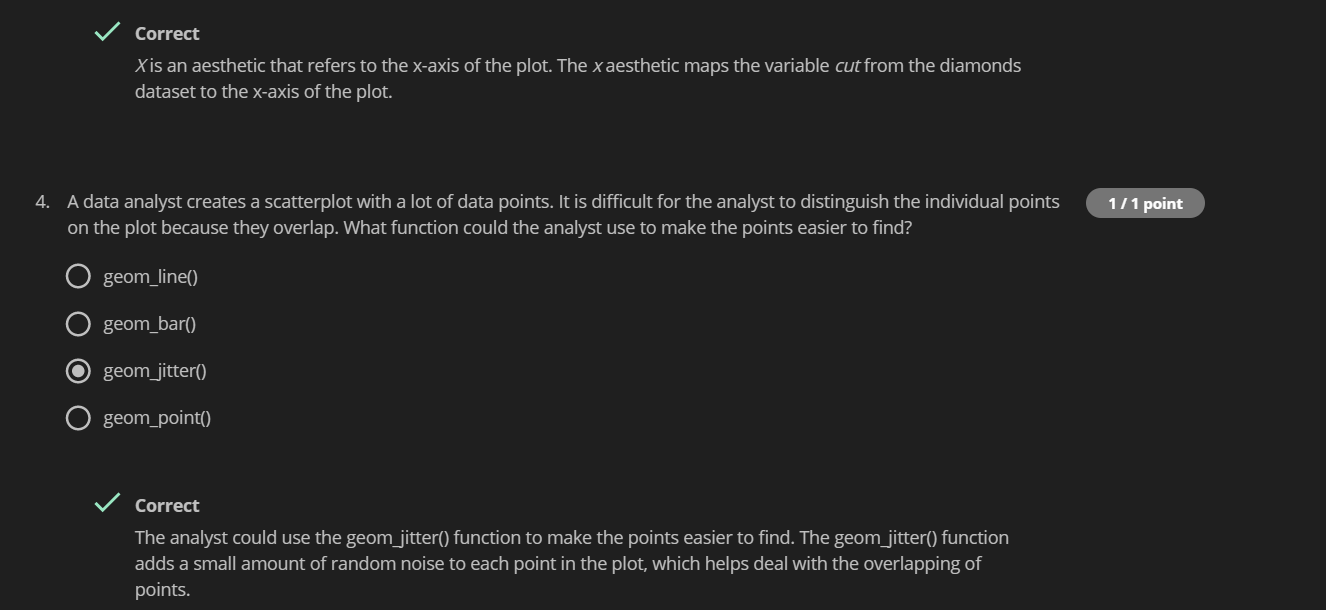 Correct
X is an aesthetic that refers to the x-axis of the plot. The x aesthetic maps the variable cut from the diamonds
dataset to the x-axis of the plot.
4. A data analyst creates a scatterplot with a lot of data points. It is difficult for the analyst to distinguish the individual points
on the plot because they overlap. What function could the analyst use to make the points easier to find?
1 / 1 point
geom_line()
geom_bar()
geom_jitter()
geom_point()
Correct
The analyst could use the geom_jitter() function to make the points easier to find. The geom_jitter() function
adds a small amount of random noise to each point in the plot, which helps deal with the overlapping of
points.